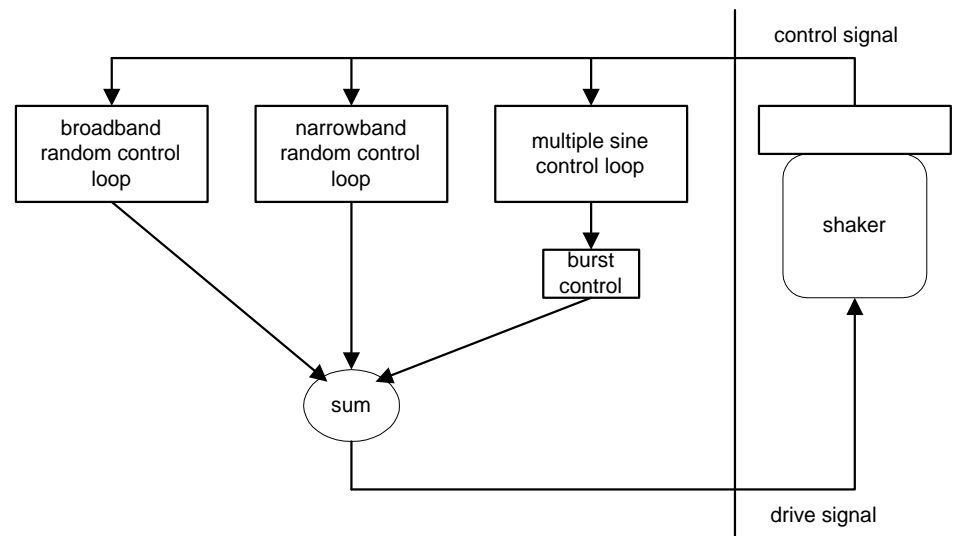 control signal
broadband
random control
loop
narrowband
random control
loop
multiple sine
control loop
shaker
burst
control
sum
drive signal